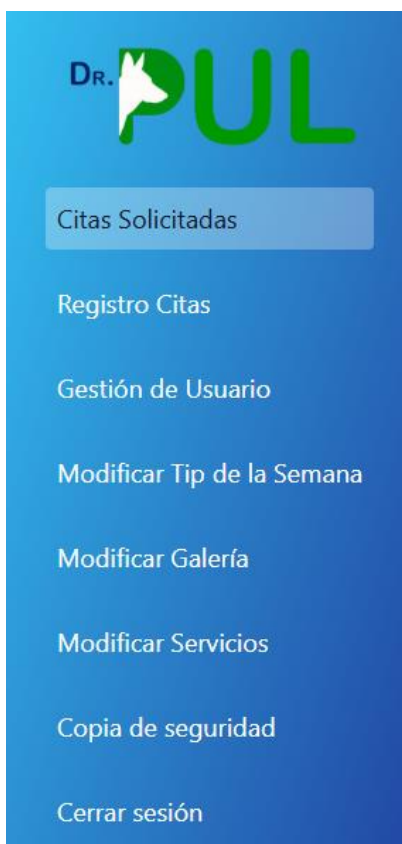 DR. PUL
Citas Solicitadas
Registro Citas
Gestión de Usuario
Modificar Tip de la Semana
Modificar Galería
Modificar Servicios
Copia de seguridad
Cerrar sesión